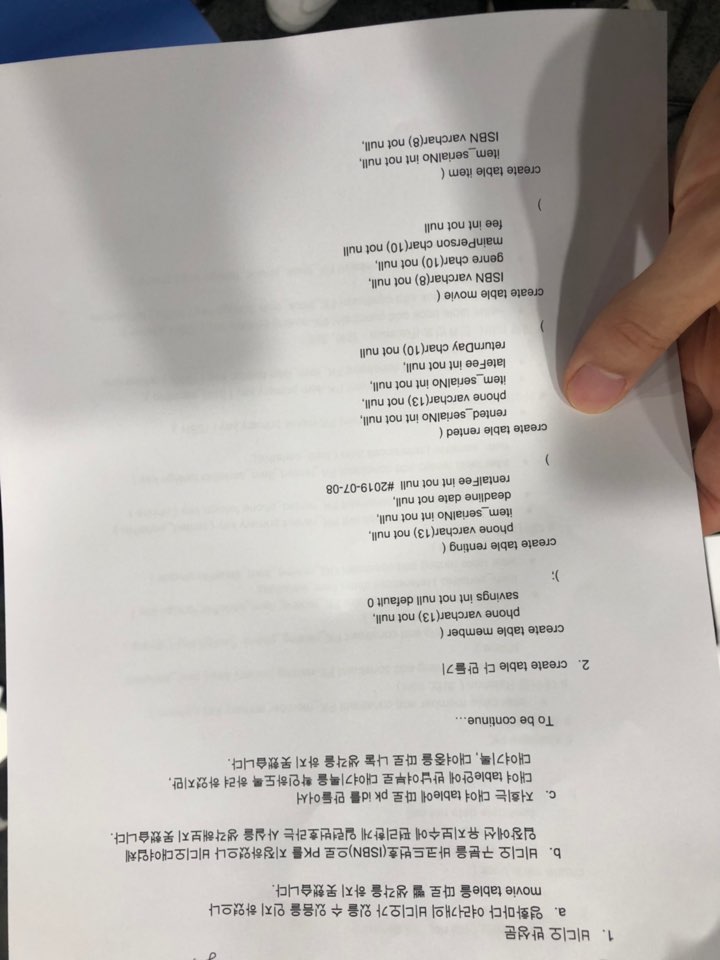 1. 비디오 반성문
a. 영화마다 여러개의 비디오가 있을 수 있음을 인지 하였으나
movie table을 따로 뺄 생각을 하지 못했습니다.
b. 비디오 구분을 바코드번호(ISBN)으로 PK를 지정하였으나 비디오대여업체
입장에선 유지보수에 편리한게 일련번호라는 사실을 생각해보지 못했습니다.
c. 저희는 대여 table에 따로 pk id를 만들어서
대여 table안에 반납여부로 대여기록을 확인하도록 하려 하였지만,
대여기록, 대여중을 따로 나눌 생각을 하지 못했습니다.
To be continue...
2. create table 다 만들기
create table member (
phone varchar(13) not null,
savings int not null default 0
);
create table renting (
phone varchar(13) not null,
item_serialNo int not null,
deadline date not null,
rentalFee int not null #2019-07-08
)
create table rented (
rented_serialNo int not null,
phone varchar(13) not null,
item_serialNo int not null,
lateFee int not null,
returnDay char(10) not null
)
create table movie (
ISBN varchar(8) not null,
genre char(10) not null,
mainPerson char(10) not null
fee int not null
)
create table item (
item_serialNo int not null,
ISBN varchar(8) not null,